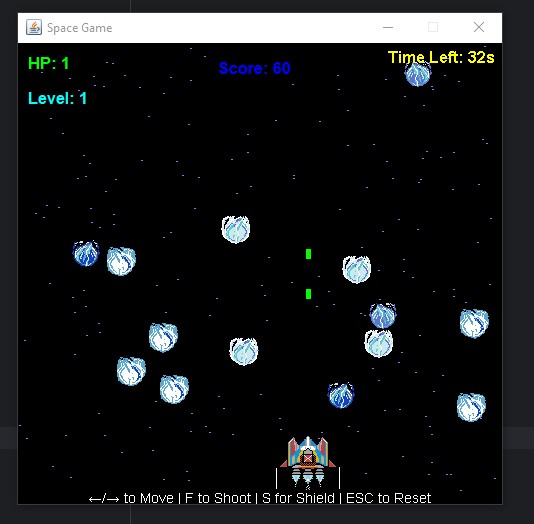 Space Game
HP: 1
Score: 60
Time Left: 32s
Level: 1
←/→ to Move | F to Shoot | S for Shield | ESC to Reset